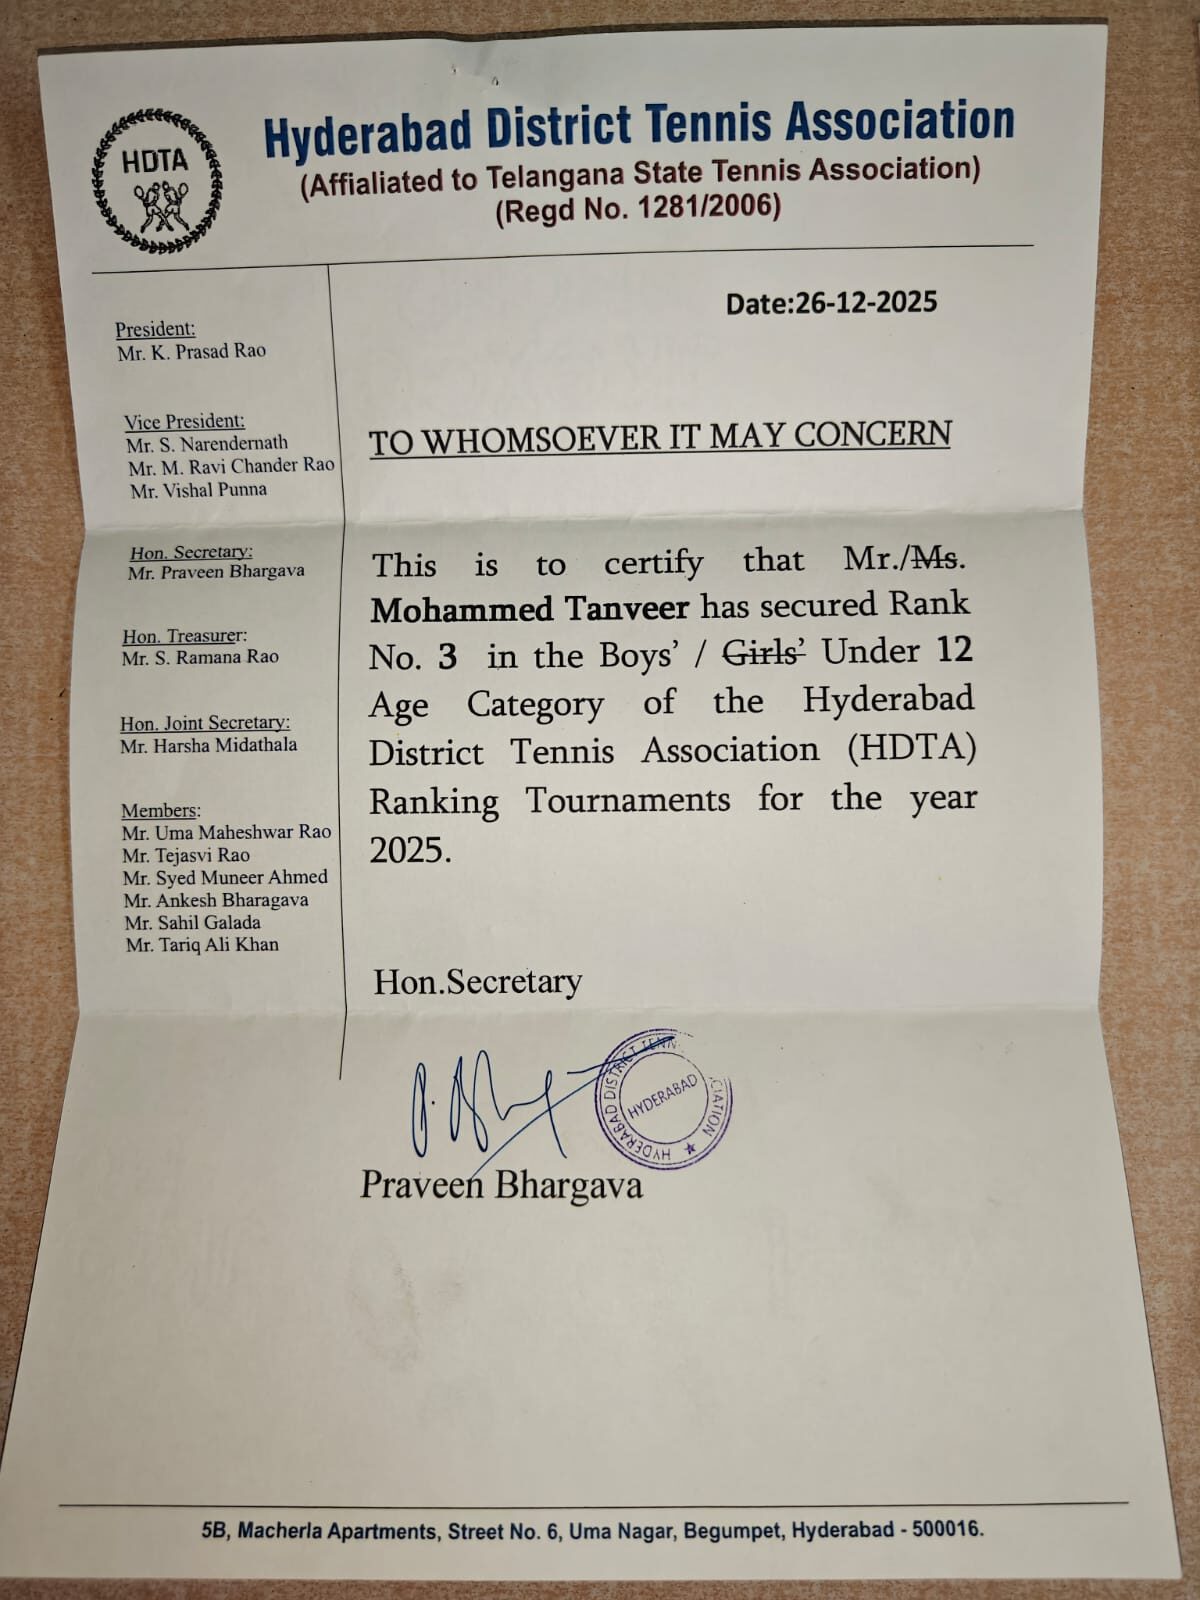 HDTA
Hyderabad District Tennis Association
(Affialiated to Telangana State Tennis Association)
(Regd No. 1281/2006)
Date:26-12-2025
President:
Mr. K. Prasad Rao
Vice President:
Mr. S. Narendernath
Mr. M. Ravi Chander Rao
Mr. Vishal Punna
Hon. Secretary:
Mr. Praveen Bhargava
Hon. Treasurer:
Mr. S. Ramana Rao
Hon. Joint Secretary:
Mr. Harsha Midathala
Members:
Mr. Uma Maheshwar Rao
Mr. Tejasvi Rao
Mr. Syed Muneer Ahmed
Mr. Ankesh Bharagava
Mr. Sahil Galada
Mr. Tariq Ali Khan
TO WHOMSOEVER IT MAY CONCERN
This is to certify that Mr./Ms.
Mohammed Tanveer has secured Rank
No. 3 in the Boys’ / Girls’ Under 12
Age Category of the Hyderabad
District Tennis Association (HDTA)
Ranking Tournaments for the year
2025.
Hon.Secretary
HYDERABAD DISTRICT TENN
CIATION
HYDERABAD
Praveen Bhargava
5B, Macherla Apartments, Street No. 6, Uma Nagar, Begumpet, Hyderabad - 500016.